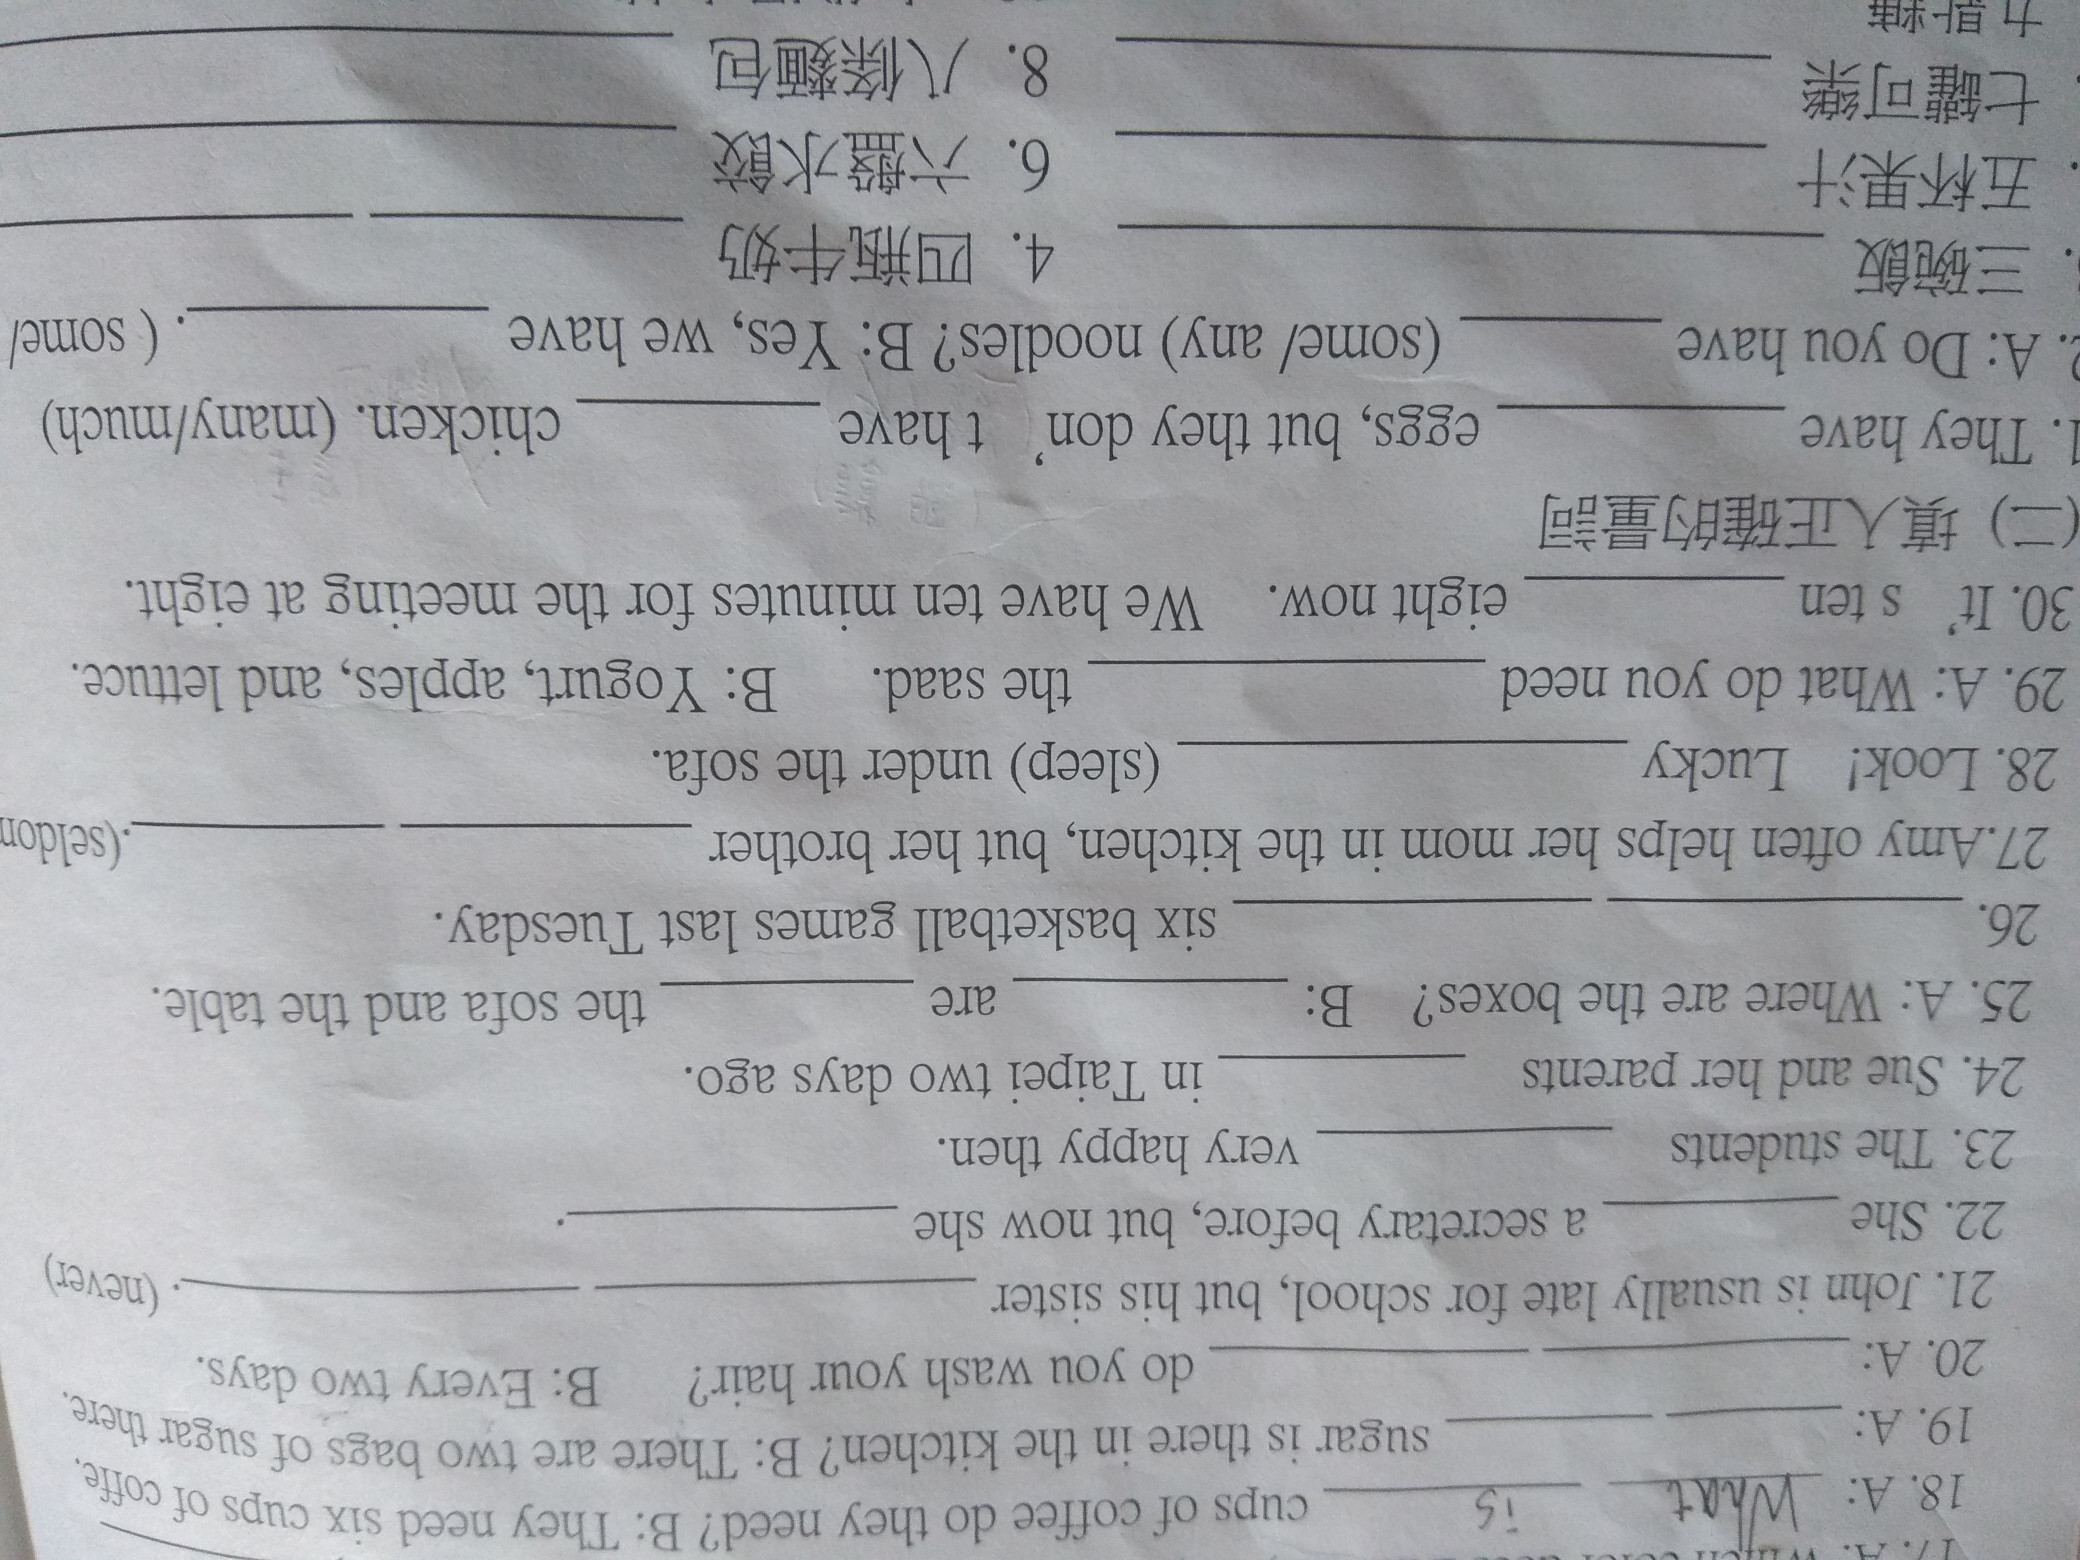 18. A: What is cups of coffee do they need? B: They need six cups of coffe.
19. A: sugar is there in the kitchen? B: There are two bags of sugar there.
20. A: do you wash your hair? B: Every two days.
21. John is usually late for school, but his sister . (never)
22. She a secretary before, but now she .
23. The students very happy then.
24. Sue and her parents in Taipei two days ago.
25. A: Where are the boxes? B: are the sofa and the table.
26. six basketball games last Tuesday.
27.Amy often helps her mom in the kitchen, but her brother .(seldom
28. Look! Lucky (sleep) under the sofa.
29. A: What do you need the saad. B: Yogurt, apples, and lettuce.
30. It's ten eight now. We have ten minutes for the meeting at eight.
(二) 填入正確的量詞
1. They have eggs, but they don't have chicken. (many/much)
2. A: Do you have (some/ any) noodles? B: Yes, we have . ( some/
三碗飯 4. 四瓶牛奶
五杯果汁 6. 六盤水餃
七罐可樂 8. 八條麵包